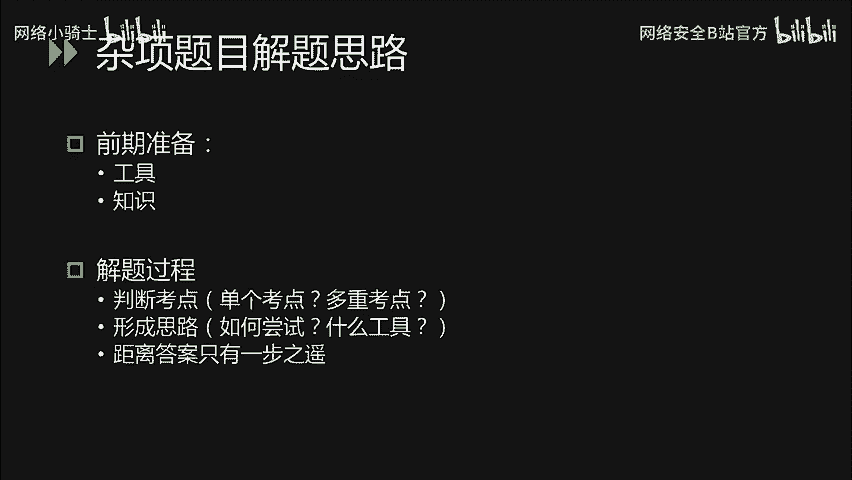 网络小骑士 bilibili
网络安全B站官方 bilibili
杂项题目解题思路
前期准备：
• 工具
• 知识
解题过程
• 判断考点（单个考点？多重考点？）
• 形成思路（如何尝试？什么工具？）
• 距离答案只有一步之遥